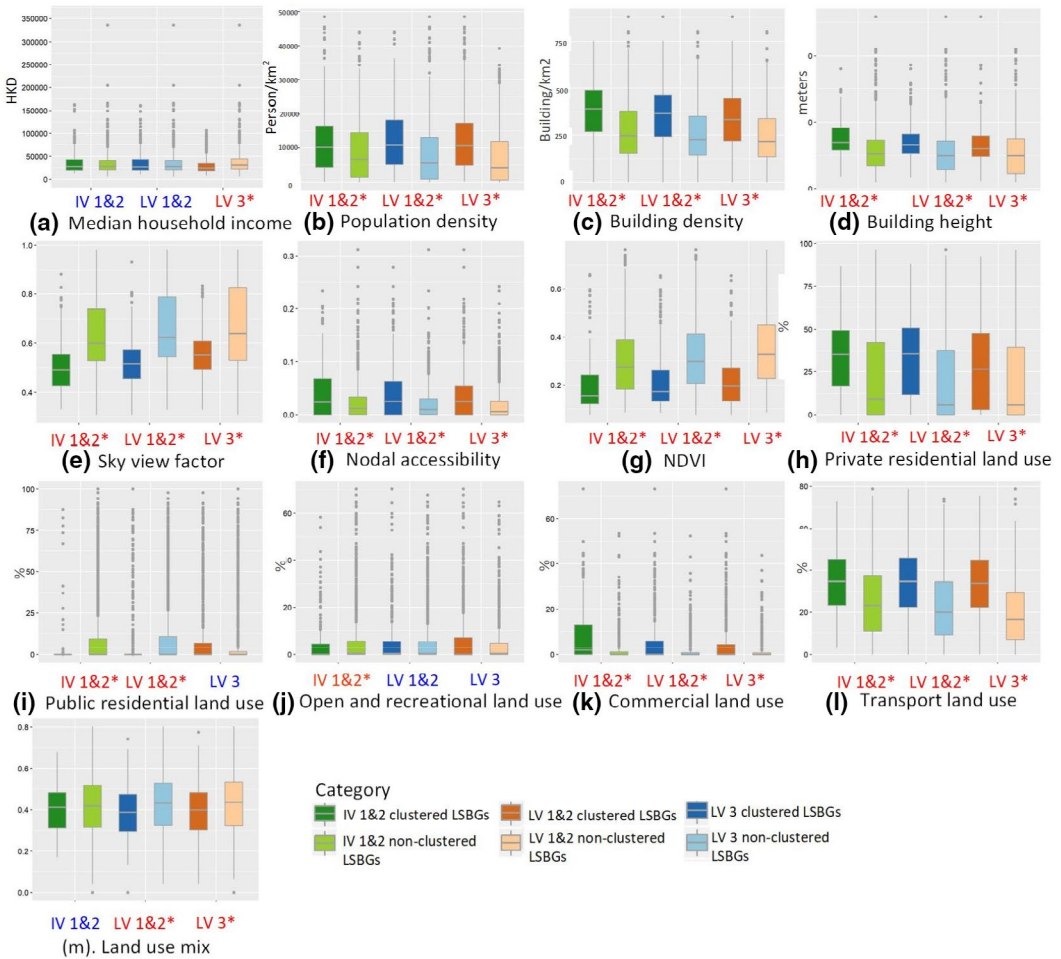 350000
300000
250000
200000
150000
100000
50000
0
HKD
IV 1&2 LV 1&2 LV 3*
(a) Median household income
50000
40000
30000
20000
10000
0
Person/km²
IV 1&2* LV 1&2* LV 3*
(b) Population density
750
500
250
0
Building/km2
IV 1&2* LV 1&2* LV 3*
(c) Building density
0
0
0
meters
IV 1&2* LV 1&2* LV 3*
(d) Building height
1.0
0.8
0.6
0.4
IV 1&2* LV 1&2* LV 3*
(e) Sky view factor
0.3
0.2
0.1
0.0
IV 1&2* LV 1&2* LV 3*
(f) Nodal accessibility
0.6
0.4
0.2
IV 1&2* LV 1&2* LV 3*
(g) NDVI
100
75
50
25
0
%
IV 1&2* LV 1&2* LV 3*
(h) Private residential land use
100
75
50
25
0
%
IV 1&2* LV 1&2* LV 3
(i) Public residential land use
60
20
0
%
IV 1&2* LV 1&2 LV 3
(j) Open and recreational land use
60
20
0
%
IV 1&2* LV 1&2* LV 3*
(k) Commercial land use
80
60
40
20
0
%
IV 1&2* LV 1&2* LV 3*
(l) Transport land use
0.8
0.6
0.4
0.2
0.0
IV 1&2 LV 1&2* LV 3*
(m). Land use mix
Category
IV 1&2 clustered LSBGs
LV 1&2 clustered LSBGs
LV 3 clustered LSBGs
IV 1&2 non-clustered
LSBGs
LV 1&2 non-clustered
LSBGs
LV 3 non-clustered
LSBGs